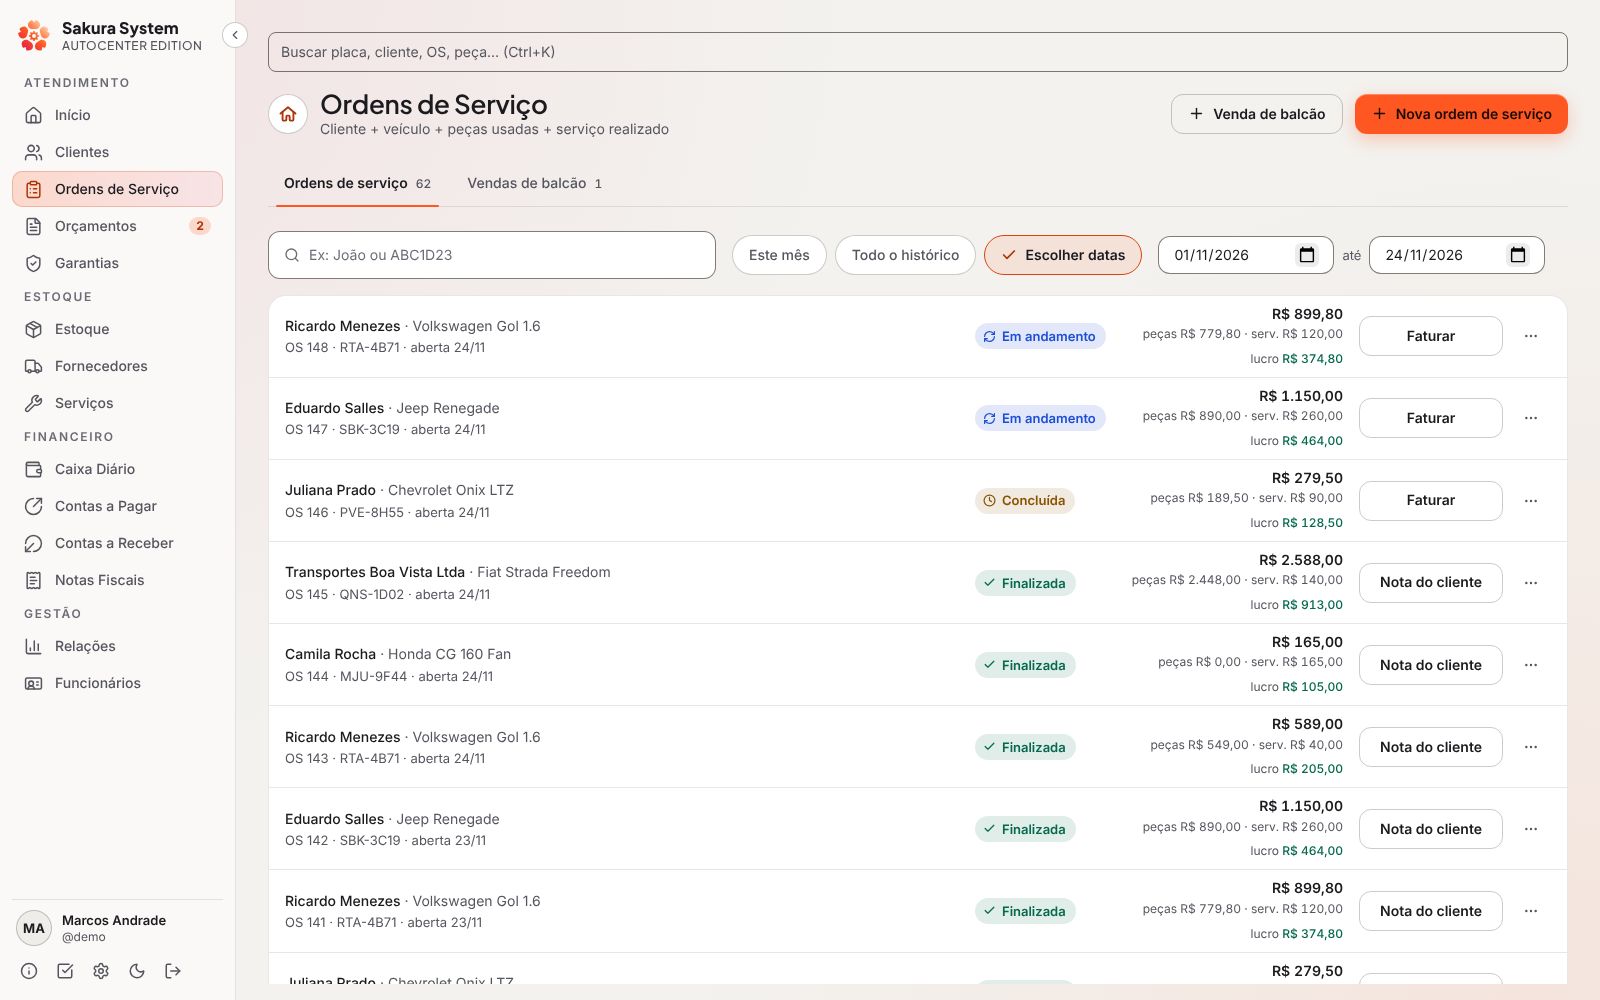 Sakura System
AUTOCENTER EDITION
ATENDIMENTO
Início
Clientes
Ordens de Serviço
Orçamentos 2
Garantias
ESTOQUE
Estoque
Fornecedores
Serviços
FINANCEIRO
Caixa Diário
Contas a Pagar
Contas a Receber
Notas Fiscais
GESTÃO
Relações
Funcionários
MA
Marcos Andrade
@demo
Buscar placa, cliente, OS, peça... (Ctrl+K)
Ordens de Serviço
Cliente + veículo + peças usadas + serviço realizado
Venda de balcão
Nova ordem de serviço
Ordens de serviço 62
Vendas de balcão 1
Ex: João ou ABC1D23
Este mês
Todo o histórico
Escolher datas
01/11/2026 até 24/11/2026
Ricardo Menezes · Volkswagen Gol 1.6
OS 148 · RTA-4B71 · aberta 24/11
Em andamento
R$ 899,80
peças R$ 779,80 · serv. R$ 120,00
lucro R$ 374,80
Faturar
Eduardo Salles · Jeep Renegade
OS 147 · SBK-3C19 · aberta 24/11
Em andamento
R$ 1.150,00
peças R$ 890,00 · serv. R$ 260,00
lucro R$ 464,00
Faturar
Juliana Prado · Chevrolet Onix LTZ
OS 146 · PVE-8H55 · aberta 24/11
Concluída
R$ 279,50
peças R$ 189,50 · serv. R$ 90,00
lucro R$ 128,50
Faturar
Transportes Boa Vista Ltda · Fiat Strada Freedom
OS 145 · QNS-1D02 · aberta 24/11
Finalizada
R$ 2.588,00
peças R$ 2.448,00 · serv. R$ 140,00
lucro R$ 913,00
Nota do cliente
Camila Rocha · Honda CG 160 Fan
OS 144 · MJU-9F44 · aberta 24/11
Finalizada
R$ 165,00
peças R$ 0,00 · serv. R$ 165,00
lucro R$ 105,00
Nota do cliente
Ricardo Menezes · Volkswagen Gol 1.6
OS 143 · RTA-4B71 · aberta 24/11
Finalizada
R$ 589,00
peças R$ 549,00 · serv. R$ 40,00
lucro R$ 205,00
Nota do cliente
Eduardo Salles · Jeep Renegade
OS 142 · SBK-3C19 · aberta 23/11
Finalizada
R$ 1.150,00
peças R$ 890,00 · serv. R$ 260,00
lucro R$ 464,00
Nota do cliente
Ricardo Menezes · Volkswagen Gol 1.6
OS 141 · RTA-4B71 · aberta 23/11
Finalizada
R$ 899,80
peças R$ 779,80 · serv. R$ 120,00
lucro R$ 374,80
Nota do cliente
Juliana Prado · Chevrolet Onix LTZ
R$ 279,50